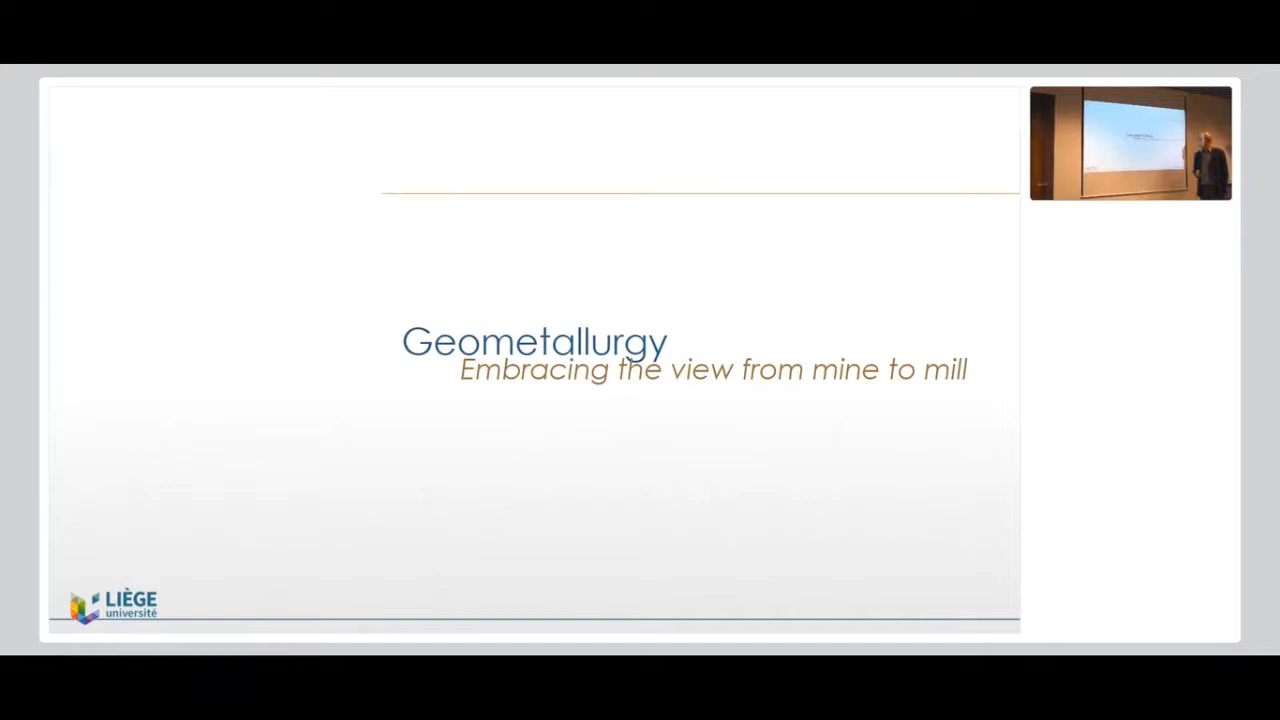 Geometallurgy
Embracing the view from mine to mill
LIÈGE
université